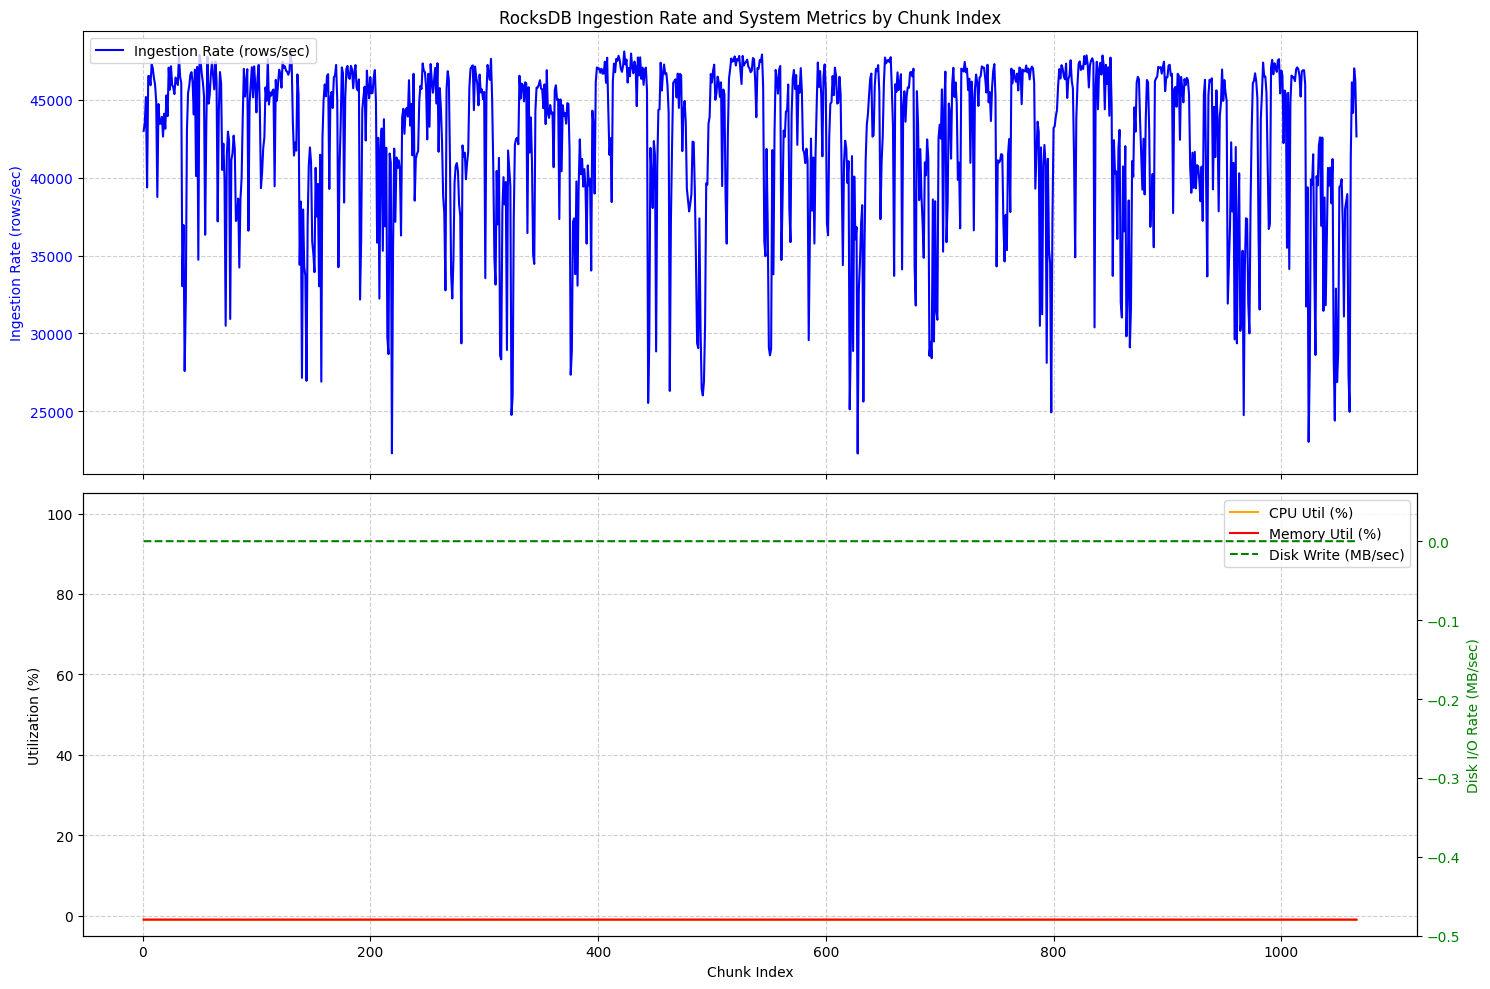 RocksDB Ingestion Rate and System Metrics by Chunk Index
Ingestion Rate (rows/sec)
Ingestion Rate (rows/sec)
45000
40000
35000
30000
25000
CPU Util (%)
Memory Util (%)
Disk Write (MB/sec)
Utilization (%)
100
80
60
40
20
0
0.0
−0.1
−0.2
−0.3
−0.4
−0.5
Disk I/O Rate (MB/sec)
0 200 400 600 800 1000
Chunk Index